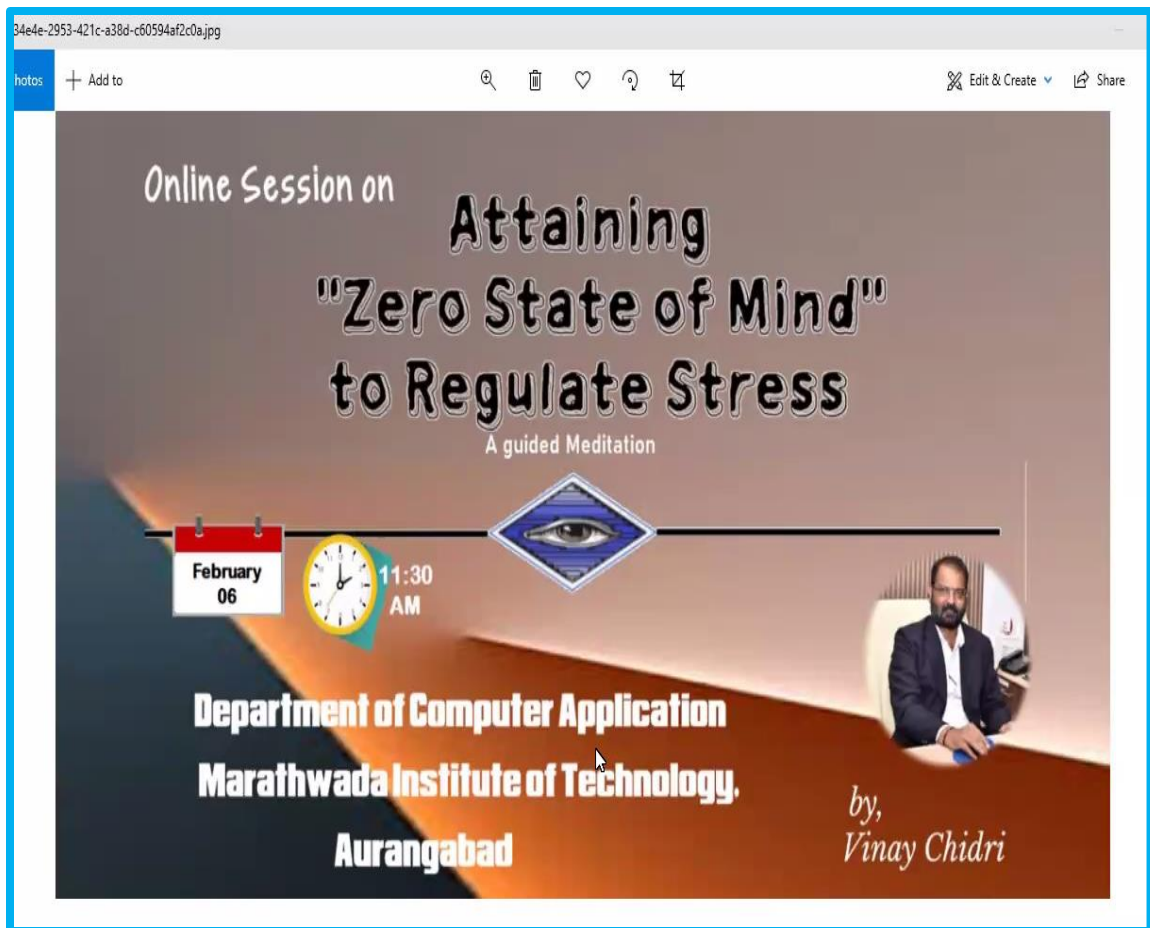 34e4e-2953-421c-a38d-c60594af2c0a.jpg
hotos
Add to
Edit & Create
Share
Online Session on
Attaining
"Zero State of Mind"
to Regulate Stress
A guided Meditation
February
06
11:30
AM
Department of Computer Application
Marathwada Institute of Technology.
Aurangabad
by,
Vinay Chidri